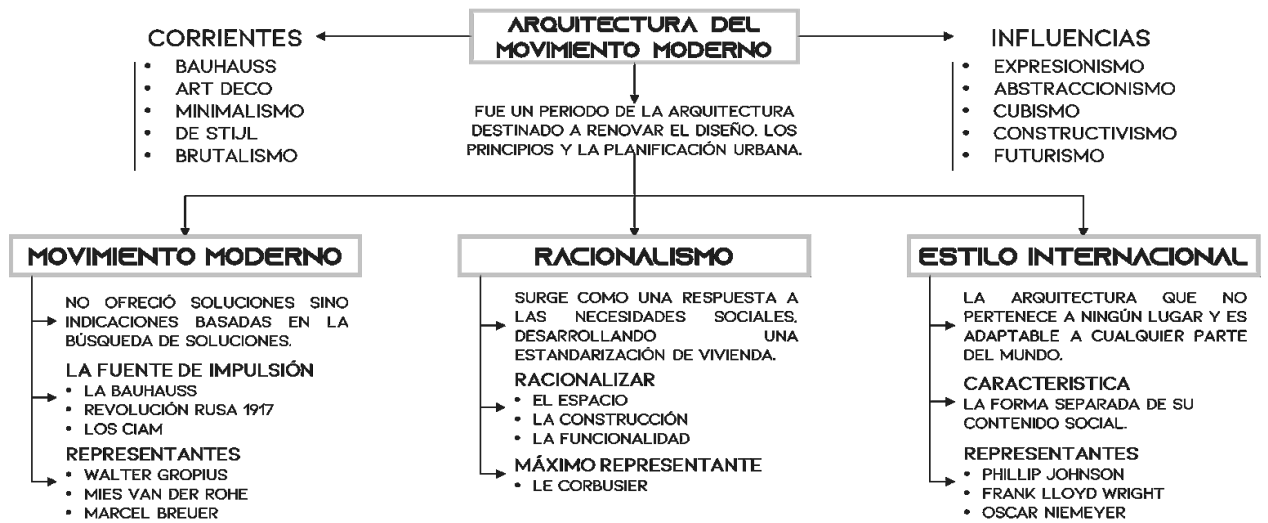 ARQUITECTURA DEL
MOVIMIENTO MODERNO
CORRIENTES
• BAUHAUSS
• ART DECO
• MINIMALISMO
• DE STIJL
• BRUTALISMO
FUE UN PERIODO DE LA ARQUITECTURA
DESTINADO A RENOVAR EL DISEÑO. LOS
PRINCIPIOS Y LA PLANIFICACIÓN URBANA.
INFLUENCIAS
• EXPRESIONISMO
• ABSTRACCIONISMO
• CUBISMO
• CONSTRUCTIVISMO
• FUTURISMO
MOVIMIENTO MODERNO
NO OFRECIÓ SOLUCIONES SINO
INDICACIONES BASADAS EN LA
BÚSQUEDA DE SOLUCIONES.
LA FUENTE DE IMPULSIÓN
• LA BAUHAUSS
• REVOLUCIÓN RUSA 1917
• LOS CIAM
REPRESENTANTES
• WALTER GROPIUS
• MIES VAN DER ROHE
• MARCEL BREUER
RACIONALISMO
SURGE COMO UNA RESPUESTA A
LAS NECESIDADES SOCIALES,
DESARROLLANDO UNA
ESTANDARIZACIÓN DE VIVIENDA.
RACIONALIZAR
• EL ESPACIO
• LA CONSTRUCCIÓN
• LA FUNCIONALIDAD
MÁXIMO REPRESENTANTE
• LE CORBUSIER
ESTILO INTERNACIONAL
LA ARQUITECTURA QUE NO
PERTENECE A NINGÚN LUGAR Y ES
ADAPTABLE A CUALQUIER PARTE
DEL MUNDO.
CARACTERISTICA
LA FORMA SEPARADA DE SU
CONTENIDO SOCIAL.
REPRESENTANTES
• PHILLIP JOHNSON
• FRANK LLOYD WRIGHT
• OSCAR NIEMEYER